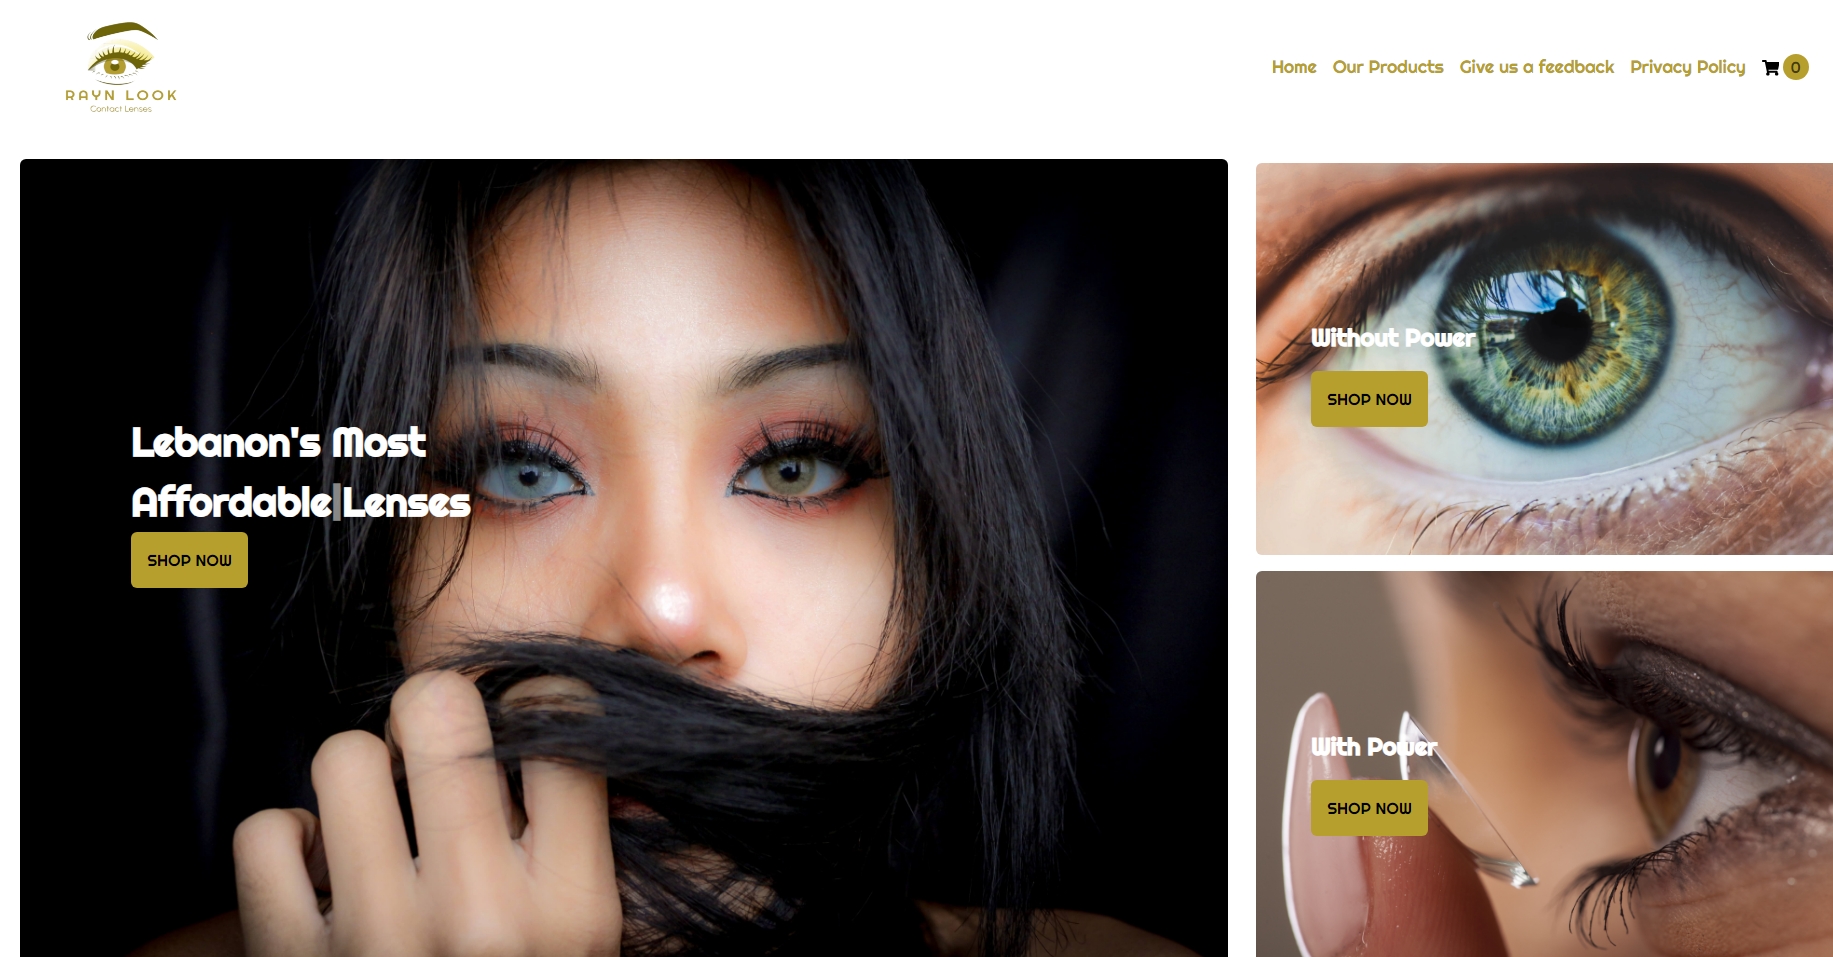 RAYN LOOK
Contact Lenses
Home Our Products Give us a feedback Privacy Policy 0
Lebanon's Most
Affordable|Lenses
SHOP NOW
Without Power
SHOP NOW
With Power
SHOP NOW